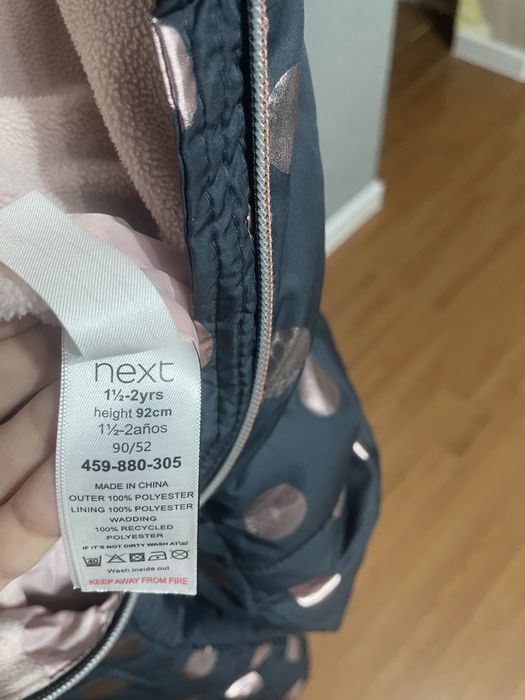 next
1½-2yrs
height 92cm
1½-2años
90/52
459-880-305
MADE IN CHINA
OUTER 100% POLYESTER
LINING 100% POLYESTER
WADDING
100% RECYCLED
POLYESTER
IF IT'S NOT DIRTY WASH AT
40
Wash inside out
KEEP AWAY FROM FIRE